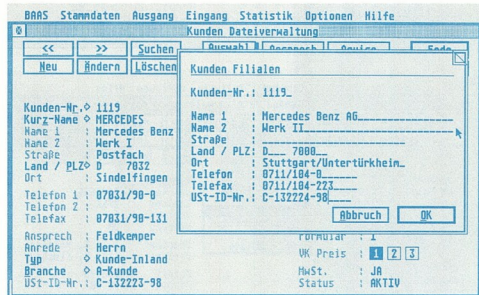 BAAS Stammdaten Ausgang Eingang Statistik Optionen Hilfe
Kunden Dateiverwaltung
<< >> Suchen Auswahl Ende
Neu Ändern Löschen
Kunden Filialen
Kunden-Nr.: 1119_
Name 1 : Mercedes Benz AG
Name 2 : Werk II
Straße :
Land / PLZ: D___ 7000__
Ort : Stuttgart/Untertürkheim_
Telefon : 0711/104-0
Telefax : 0711/104-223
USt-ID-Nr.: C-132224-98
Abbruch OK
Kunden-Nr. 1119
Kurz-Name MERCEDES
Name 1 : Mercedes Benz
Name 2 : Werk I
Straße : Postfach
Land / PLZ D 7032
Ort : Sindelfingen
Telefon 1 : 07031/90-0
Telefon 2 :
Telefax : 07031/90-131
Ansprech : Feldkemper
Anrede : Herrn
Typ Kunde-Inland
Branche A-Kunde
USt-ID-Nr.: C-132223-98
Formular : 1
VK Preis : 1 2 3
MwSt. : JA
Status : AKTIV